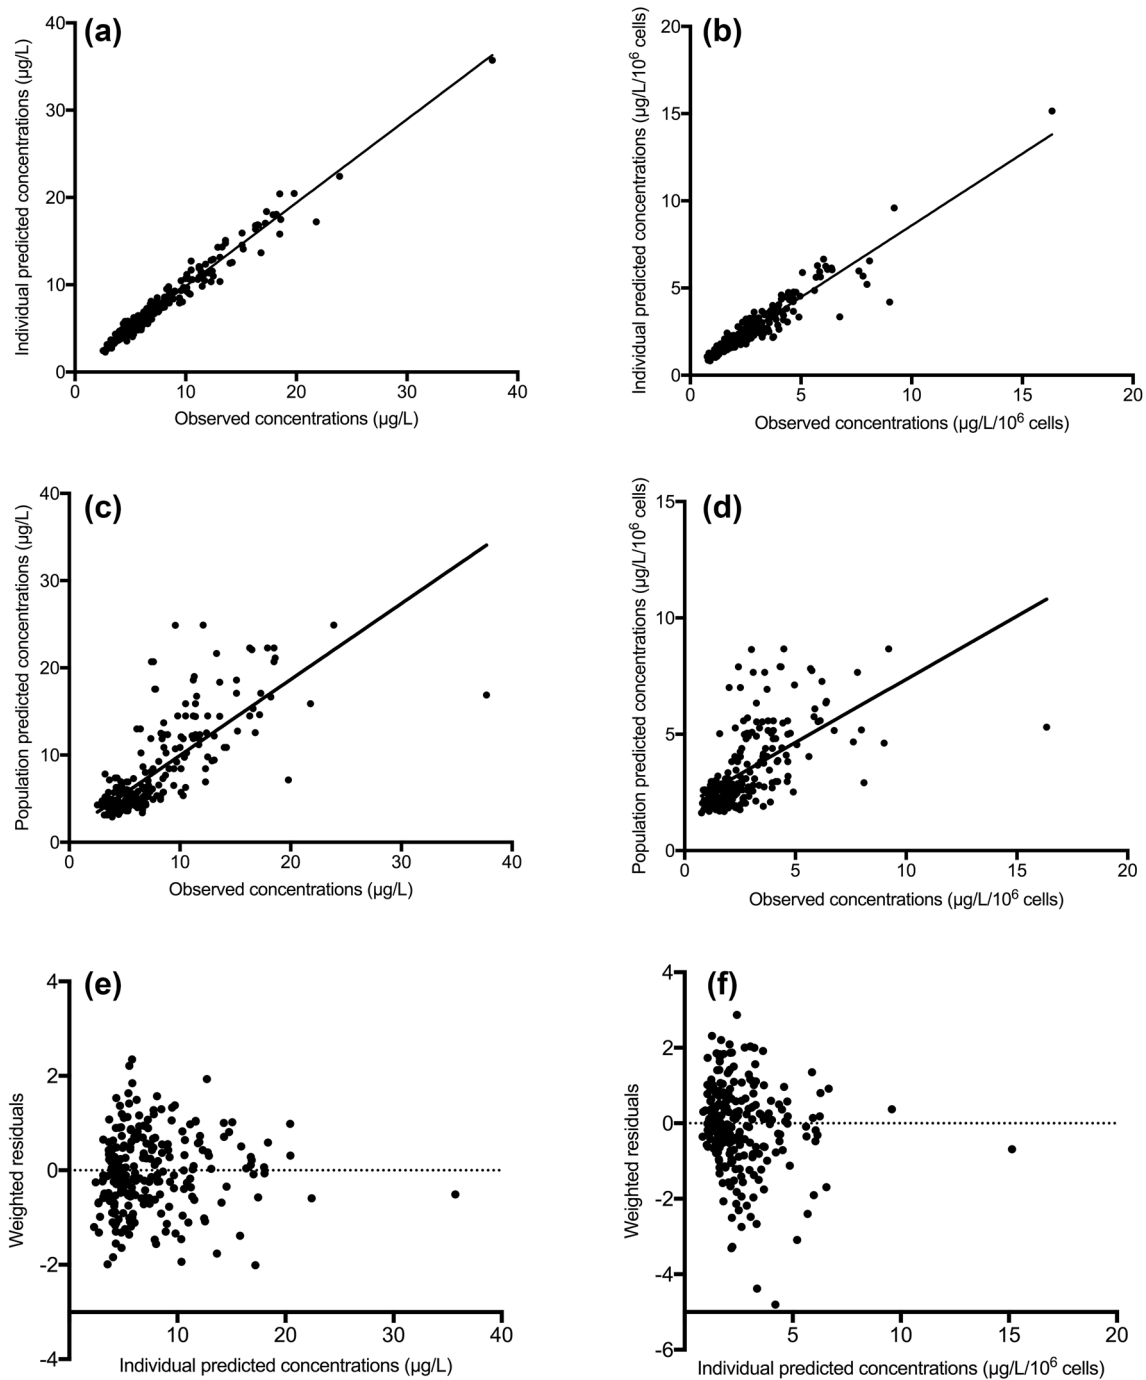 (a)
Individual predicted concentrations (µg/L)
40
30
20
10
0
0 10 20 30 40
Observed concentrations (µg/L)
(b)
Individual predicted concentrations (µg/L/10⁶ cells)
20
15
10
5
0
0 5 10 15 20
Observed concentrations (µg/L/10⁶ cells)
(c)
Population predicted concentrations (µg/L)
40
30
20
10
0
0 10 20 30 40
Observed concentrations (µg/L)
(d)
Population predicted concentrations (µg/L/10⁶ cells)
15
10
5
0
0 5 10 15 20
Observed concentrations (µg/L/10⁶ cells)
(e)
Weighted residuals
4
2
0
-2
-4
10 20 30 40
Individual predicted concentrations (µg/L)
(f)
Weighted residuals
4
2
0
-2
-4
-6
5 10 15 20
Individual predicted concentrations (µg/L/10⁶ cells)